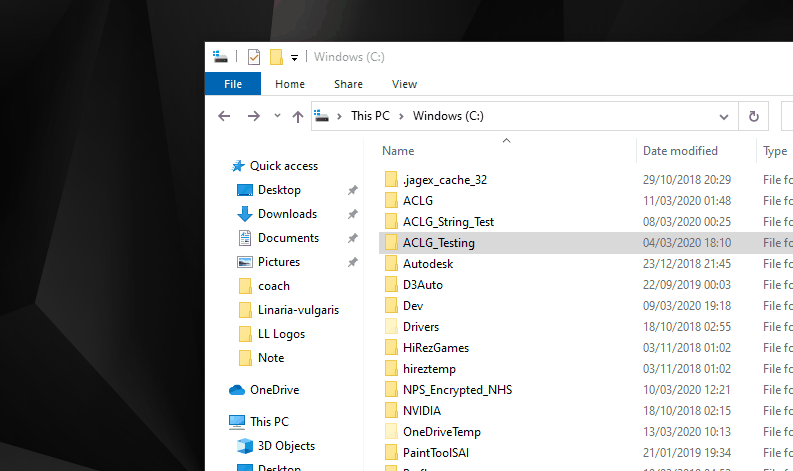 Windows (C:)
File Home Share View
This PC Windows (C:)
Name Date modified Type
Quick access
Desktop
Downloads
Documents
Pictures
coach
Linaria-vulgaris
LL Logos
Note
OneDrive
This PC
3D Objects
Desktop
.jagex_cache_32 29/10/2018 20:29 File fo
ACLG 11/03/2020 01:48 File fo
ACLG_String_Test 08/03/2020 00:25 File fo
ACLG_Testing 04/03/2020 18:10 File fo
Autodesk 23/12/2018 21:45 File fo
D3Auto 22/09/2019 00:03 File fo
Dev 09/03/2020 19:18 File fo
Drivers 18/10/2018 02:55 File fo
HiRezGames 03/11/2018 01:02 File fo
hireztemp 03/11/2018 01:02 File fo
NPS_Encrypted_NHS 10/03/2020 12:21 File fo
NVIDIA 18/10/2018 02:15 File fo
OneDriveTemp 13/03/2020 10:13 File fo
PaintToolSAI 21/01/2019 19:34 File fo